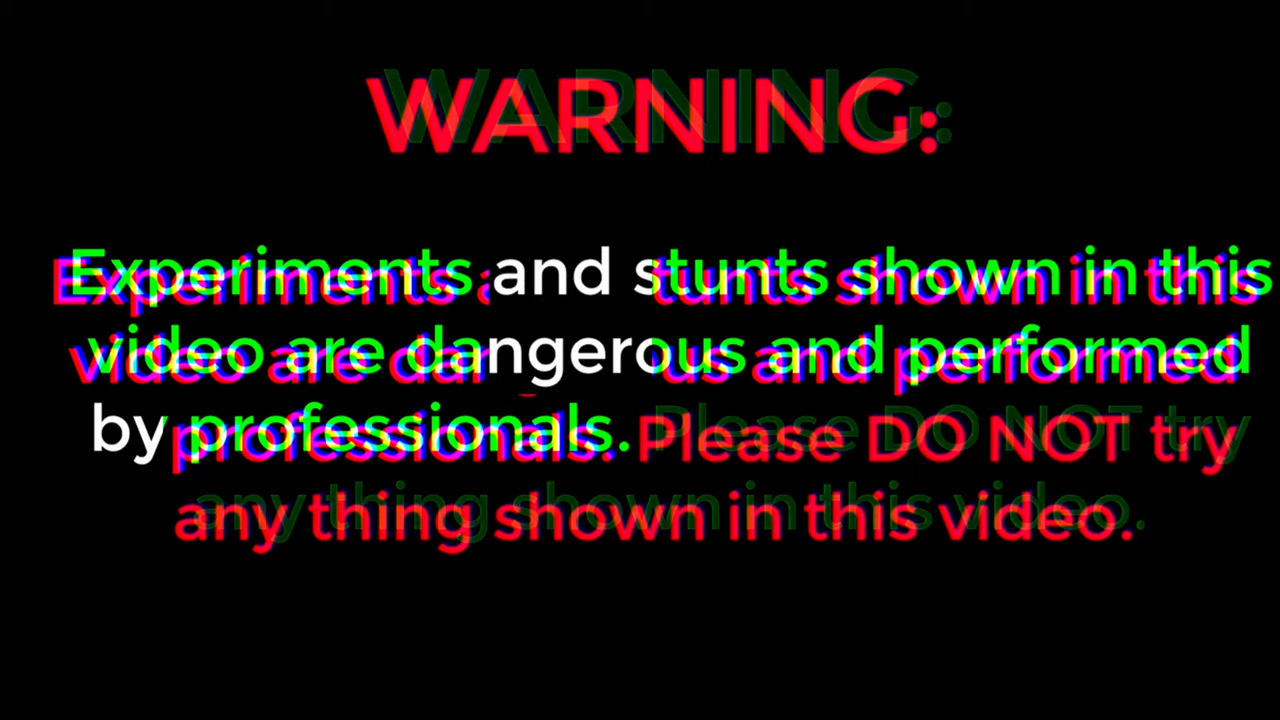 WARNING:
Experiments and stunts shown in this
video are dangerous and performed
by professionals. Please DO NOT try
any thing shown in this video.